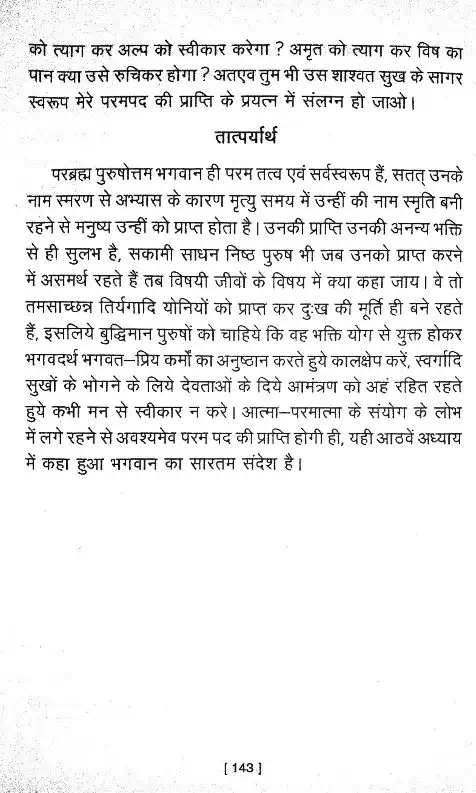 को त्याग कर अल्प को स्वीकार करेगा ? अमृत को त्याग कर विष का
पान क्या उसे रुचिकर होगा ? अतएव तुम भी उस शाश्वत सुख के सागर
स्वरूप मेरे परमपद की प्राप्ति के प्रयत्न में संलग्न हो जाओ।
तात्पर्यार्थ
परब्रह्म पुरुषोत्तम भगवान ही परम तत्व एवं सर्वस्वरूप हैं, सतत् उनके
नाम स्मरण से अभ्यास के कारण मृत्यु समय में उन्हीं की नाम स्मृति बनी
रहने से मनुष्य उन्हीं को प्राप्त होता है। उनकी प्राप्ति उनकी अनन्य भक्ति
से ही सुलभ है, सकामी साधन निष्ठ पुरुष भी जब उनको प्राप्त करने
में असमर्थ रहते हैं तब विषयी जीवों के विषय में क्या कहा जाय। वे तो
तमसाच्छन्न तिर्यगादि योनियों को प्राप्त कर दुःख की मूर्ति ही बने रहते
हैं, इसलिये बुद्धिमान पुरुषों को चाहिये कि वह भक्ति योग से युक्त होकर
भगवदर्थ भगवत–प्रिय कर्मों का अनुष्ठान करते हुये कालक्षेप करें, स्वर्गादि
सुखों के भोगने के लिये देवताओं के दिये आमंत्रण को अहं रहित रहते
हुये कभी मन से स्वीकार न करे। आत्मा–परमात्मा के संयोग के लोभ
में लगे रहने से अवश्यमेव परम पद की प्राप्ति होगी ही, यही आठवें अध्याय
में कहा हुआ भगवान का सारतम संदेश है।
[ 143 ]